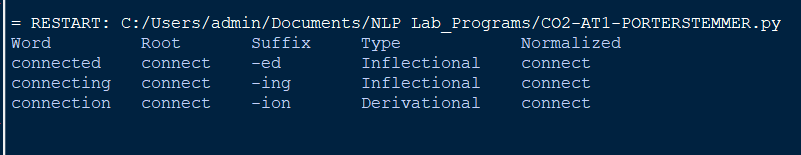 = RESTART: C:/Users/admin/Documents/NLP Lab_Programs/CO2-AT1-PORTERSTEMMER.py
Word Root Suffix Type Normalized
connected connect -ed Inflectional connect
connecting connect -ing Inflectional connect
connection connect -ion Derivational connect